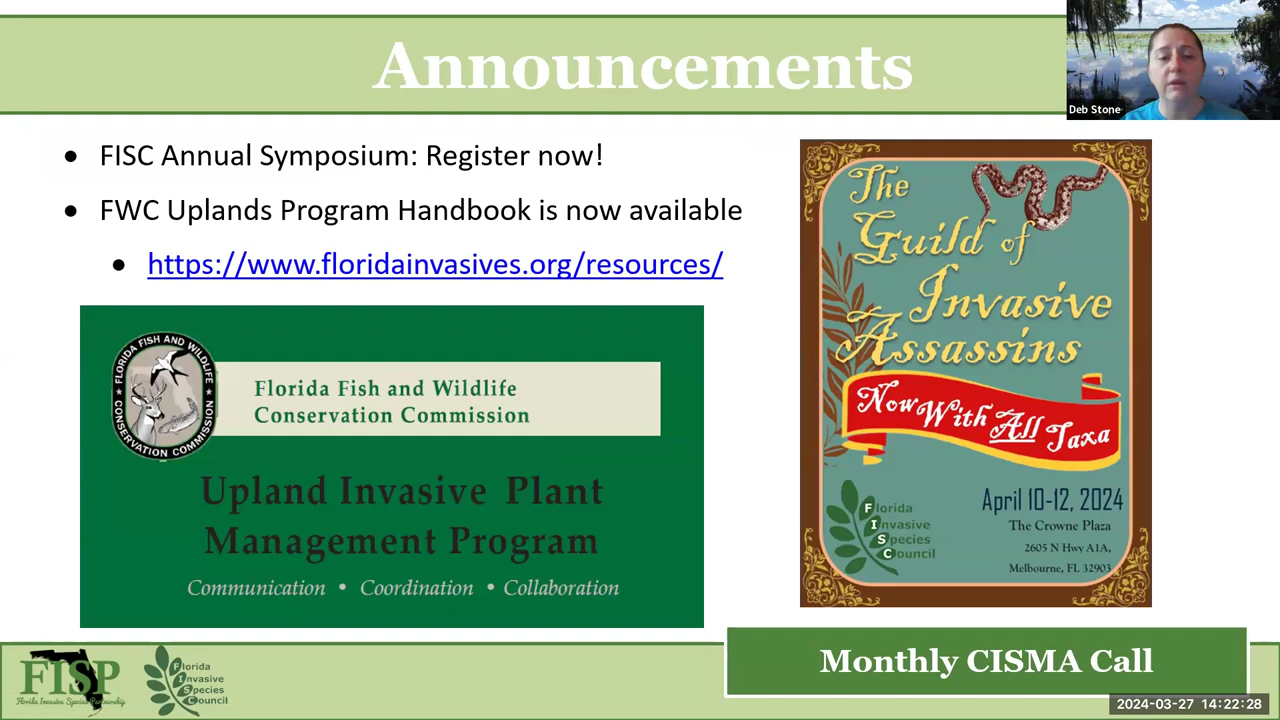 Announcements
Deb Stone
• FISC Annual Symposium: Register now!
• FWC Uplands Program Handbook is now available
• https://www.floridainvasives.org/resources/
FLORIDA FISH AND WILDLIFE
CONSERVATION COMMISSION
Florida Fish and Wildlife
Conservation Commission
Upland Invasive Plant
Management Program
Communication • Coordination • Collaboration
The
Guild of
Invasive
Assassins
Now With All Taxa
Florida
Invasive
Species
Council
April 10-12, 2024
The Crowne Plaza
2605 N Hwy A1A,
Melbourne, FL 32903
FISP
Florida Invasive Species Partnership
Florida
Invasive
Species
Council
Monthly CISMA Call
2024-03-27 14:22:28